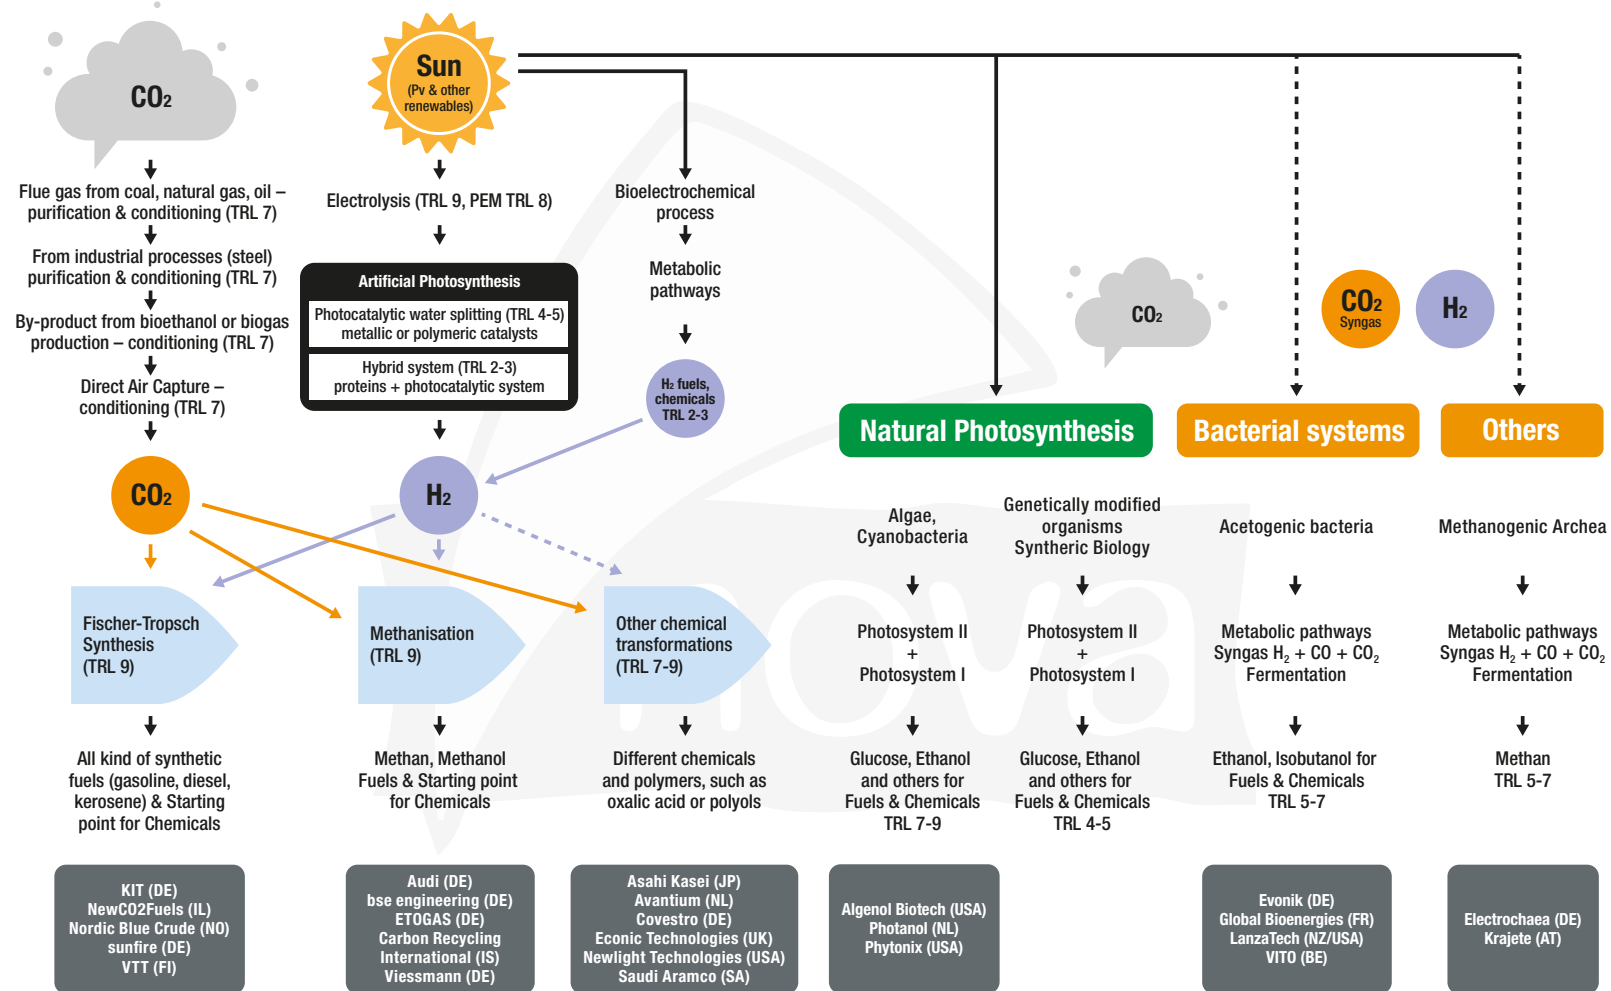 CO2
Sun
(Pv & other
renewables)
Flue gas from coal, natural gas, oil –
purification & conditioning (TRL 7)
From industrial processes (steel)
purification & conditioning (TRL 7)
By-product from bioethanol or biogas
production – conditioning (TRL 7)
Direct Air Capture –
conditioning (TRL 7)
CO2
Electrolysis (TRL 9, PEM TRL 8)
Artificial Photosynthesis
Photocatalytic water splitting (TRL 4-5)
metallic or polymeric catalysts
Hybrid system (TRL 2-3)
proteins + photocatalytic system
H2
Bioelectrochemical
process
Metabolic
pathways
H2 fuels,
chemicals
TRL 2-3
CO2
CO2
Syngas
H2
Natural Photosynthesis
Bacterial systems
Others
Fischer-Tropsch
Synthesis
(TRL 9)
All kind of synthetic
fuels (gasoline, diesel,
kerosene) & Starting
point for Chemicals
KIT (DE)
NewCO2Fuels (IL)
Nordic Blue Crude (NO)
sunfire (DE)
VTT (FI)
Methanisation
(TRL 9)
Methan, Methanol
Fuels & Starting point
for Chemicals
Audi (DE)
bse engineering (DE)
ETOGAS (DE)
Carbon Recycling
International (IS)
Viessmann (DE)
Other chemical
transformations
(TRL 7-9)
Different chemicals
and polymers, such as
oxalic acid or polyols
Asahi Kasei (JP)
Avantium (NL)
Covestro (DE)
Econic Technologies (UK)
Newlight Technologies (USA)
Saudi Aramco (SA)
Algae,
Cyanobacteria
Photosystem II
+
Photosystem I
Glucose, Ethanol
and others for
Fuels & Chemicals
TRL 7-9
Algenol Biotech (USA)
Photanol (NL)
Phytonix (USA)
Genetically modified
organisms
Syntheric Biology
Photosystem II
+
Photosystem I
Glucose, Ethanol
and others for
Fuels & Chemicals
TRL 4-5
Acetogenic bacteria
Metabolic pathways
Syngas H2 + CO + CO2
Fermentation
Ethanol, Isobutanol for
Fuels & Chemicals
TRL 5-7
Evonik (DE)
Global Bioenergies (FR)
LanzaTech (NZ/USA)
VITO (BE)
Methanogenic Archea
Metabolic pathways
Syngas H2 + CO + CO2
Fermentation
Methan
TRL 5-7
Electrochaea (DE)
Krajete (AT)
nova